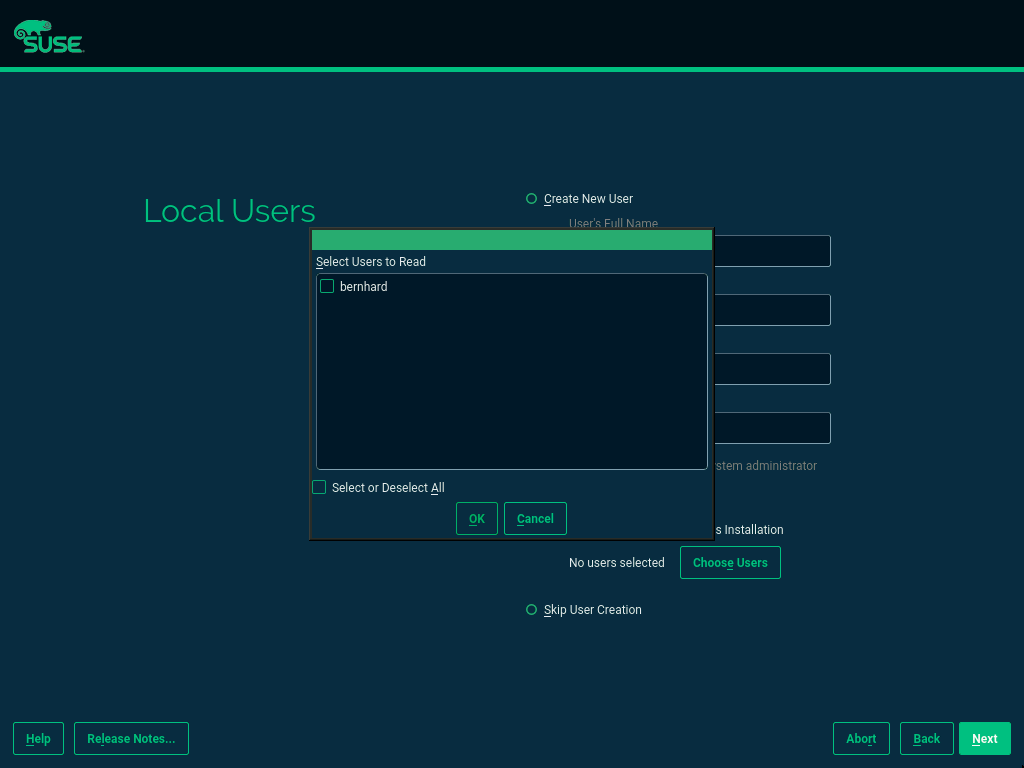 SUSE
Local Users
Create New User
User's Full Name
Select Users to Read
bernhard
Select or Deselect All
OK Cancel
stem administrator
s Installation
No users selected Choose Users
Skip User Creation
Help Release Notes... Abort Back Next